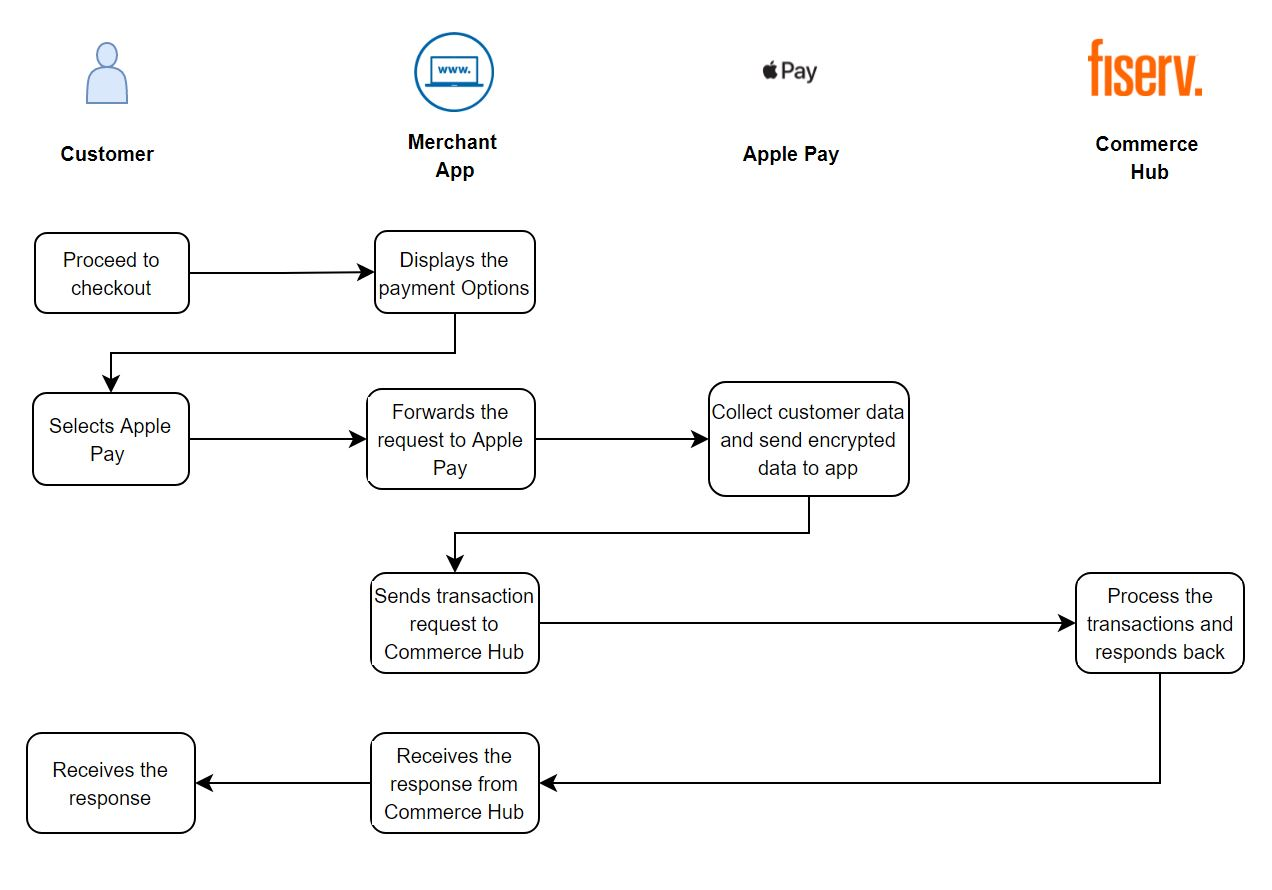 www.
Pay
fiserv.
Customer
Merchant
App
Apple Pay
Commerce
Hub
Proceed to
checkout
Displays the
payment Options
Selects Apple
Pay
Forwards the
request to Apple
Pay
Collect customer data
and send encrypted
data to app
Sends transaction
request to
Commerce Hub
Process the
transactions and
responds back
Receives the
response
Receives the
response from
Commerce Hub